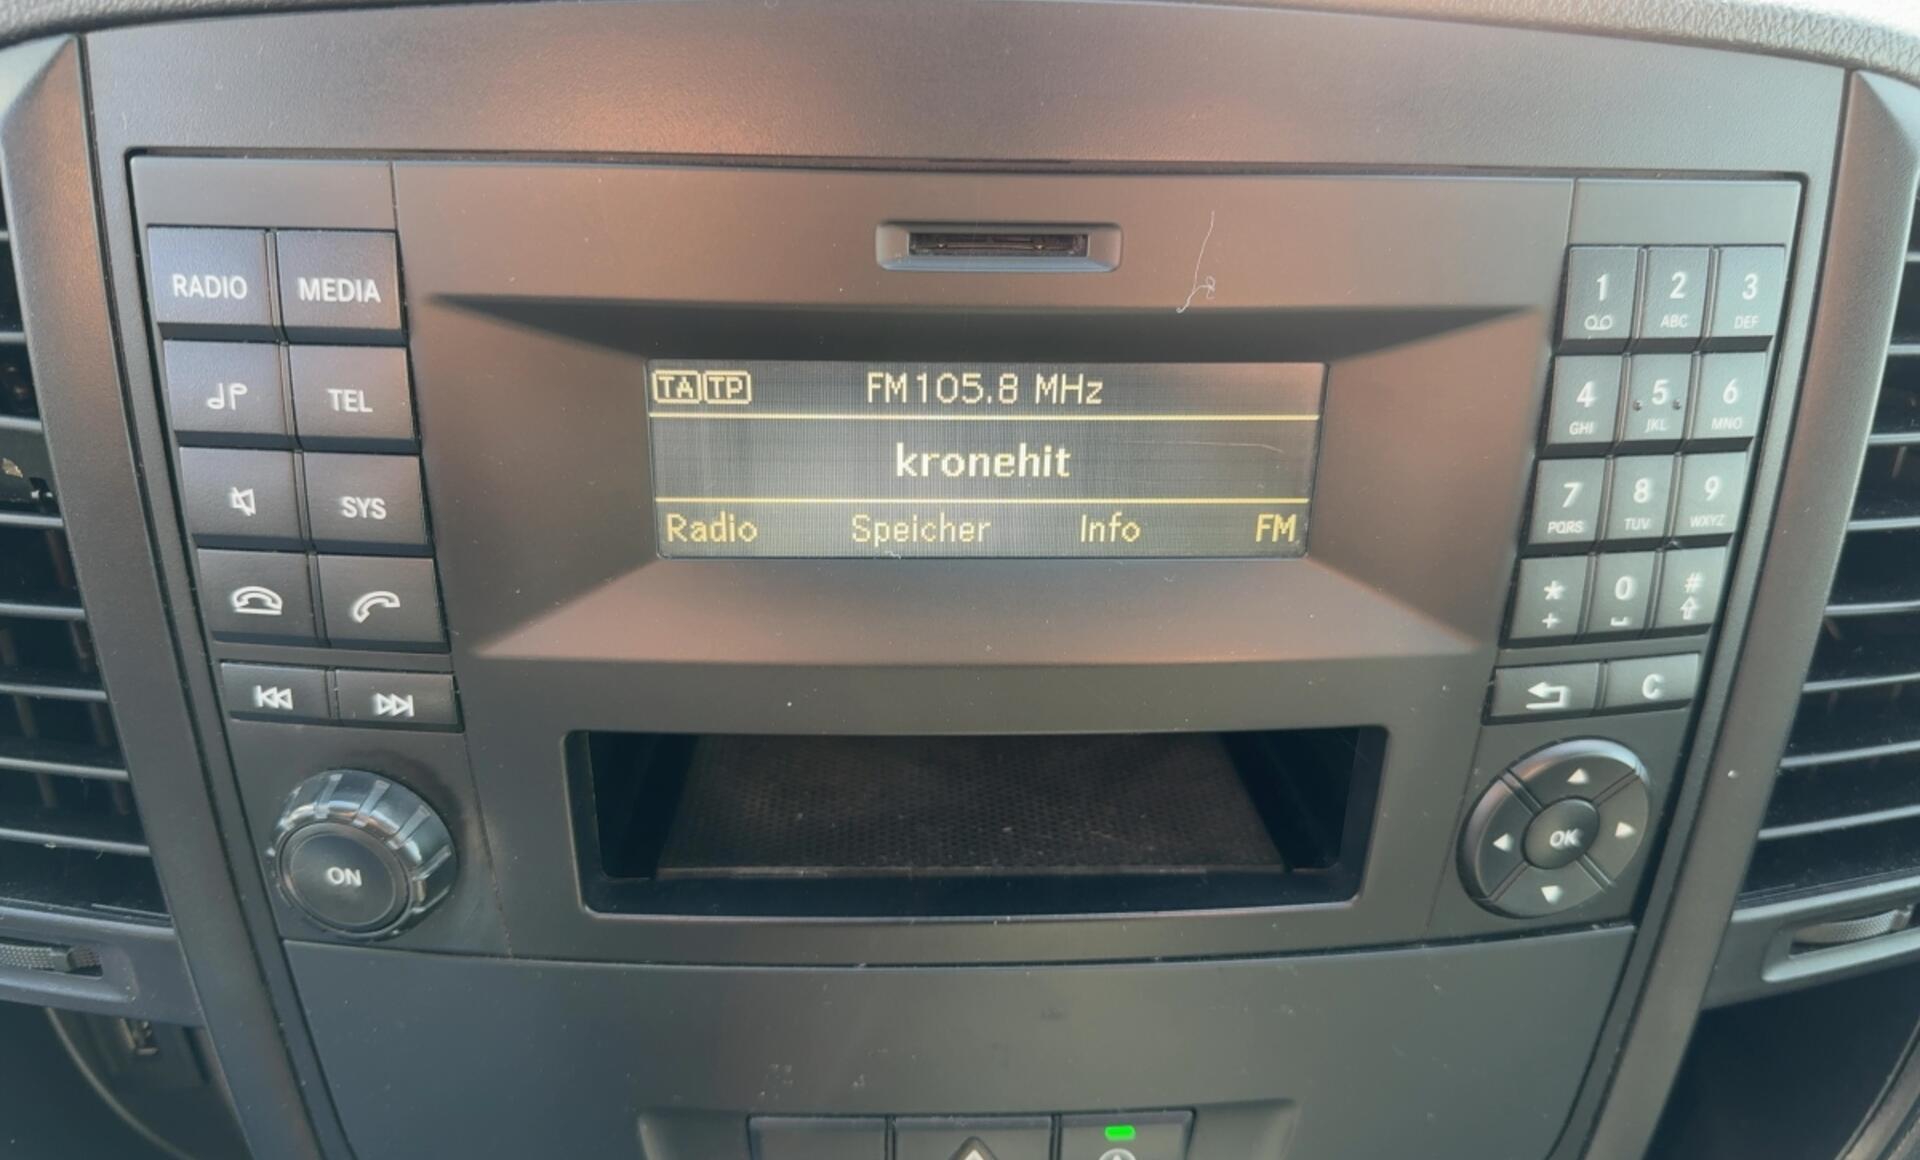 RADIO MEDIA
TEL
SYS
ON
TA TP FM 105.8 MHz
kronehit
Radio Speicher Info FM
1 2 3
ABC DEF
4 5 6
GHI JKL MNO
7 8 9
PQRS TUV WXYZ
* 0 #
+
C
OK